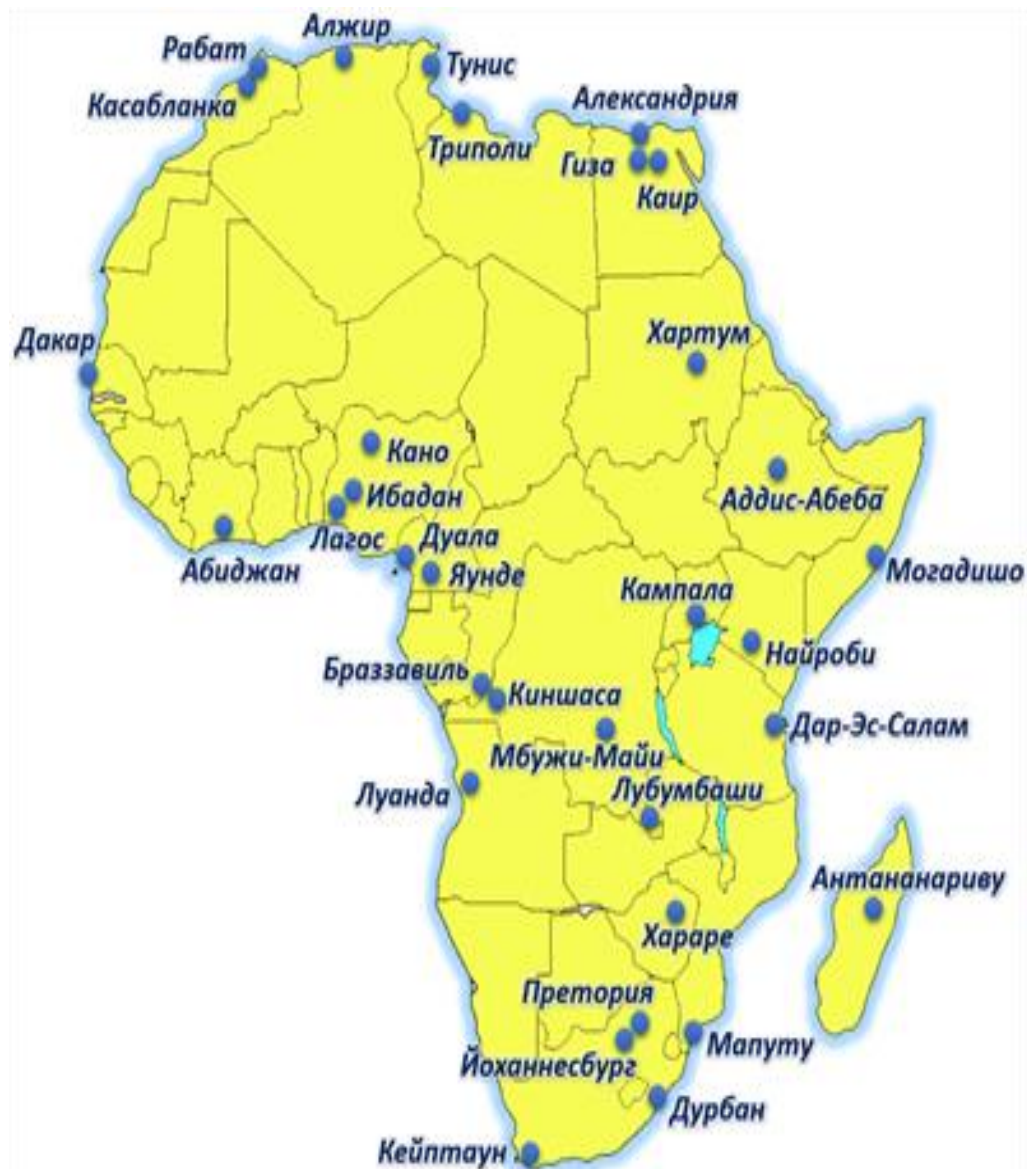 Алжир
Рабат
Тунис
Касабланка
Александрия
Триполи
Гиза
Каир
Дакар
Хартум
Кано
Аддис-Абеба
Ибадан
Лагос
Дуала
Абиджан
Яунде
Могадишо
Кампала
Найроби
Браззавиль
Киншаса
Дар-Эс-Салам
Мбужи-Майи
Луанда
Лубумбаши
Антананариву
Хараре
Претория
Мапуту
Йоханнесбург
Дурбан
Кейптаун